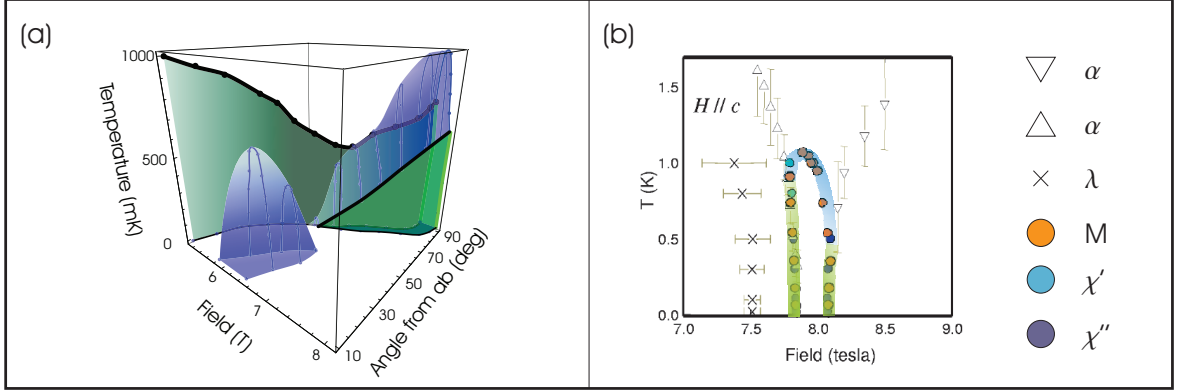 (a)
1000
500
0
Temperature (mK)
6
7
8
Field (T)
10
30
50
70
90
Angle from ab (deg)
(b)
H // c
1.5
1.0
0.5
0.0
T (K)
7.0 7.5 8.0 8.5 9.0
Field (tesla)
α
α
λ
M
χ′
χ′′